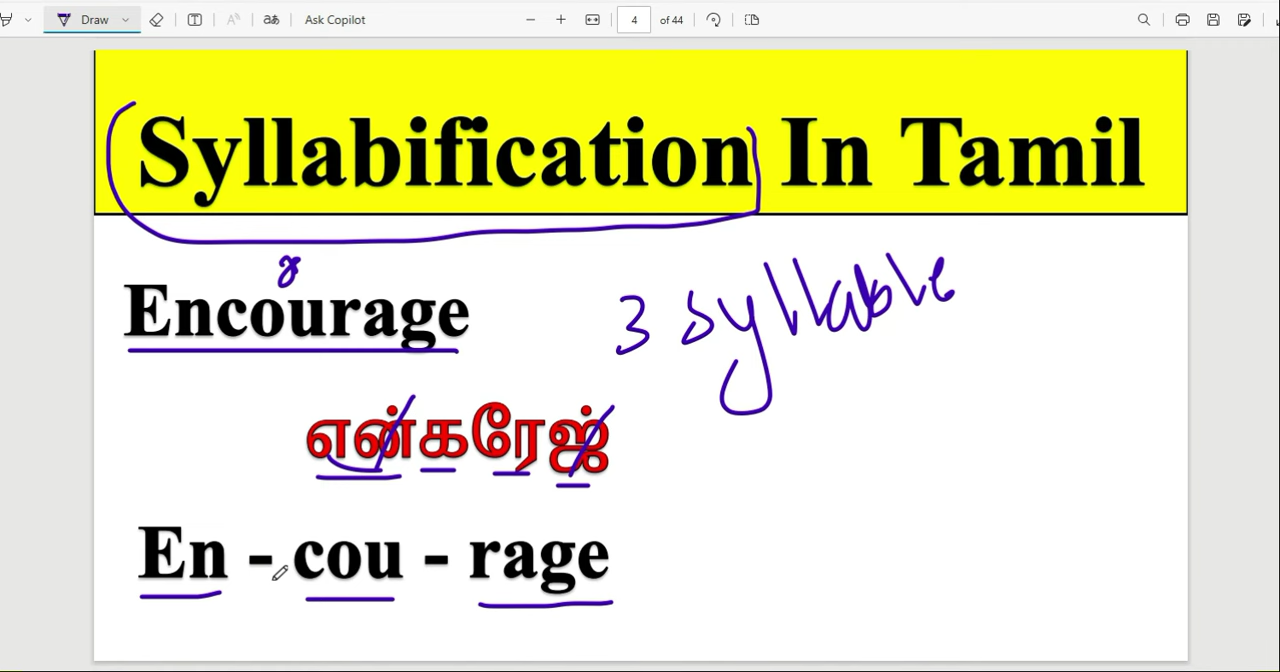 Draw
Ask Copilot
4 of 44
Syllabification In Tamil
Encourage
3 syllable
என்கரேஜ்
En - cou - rage